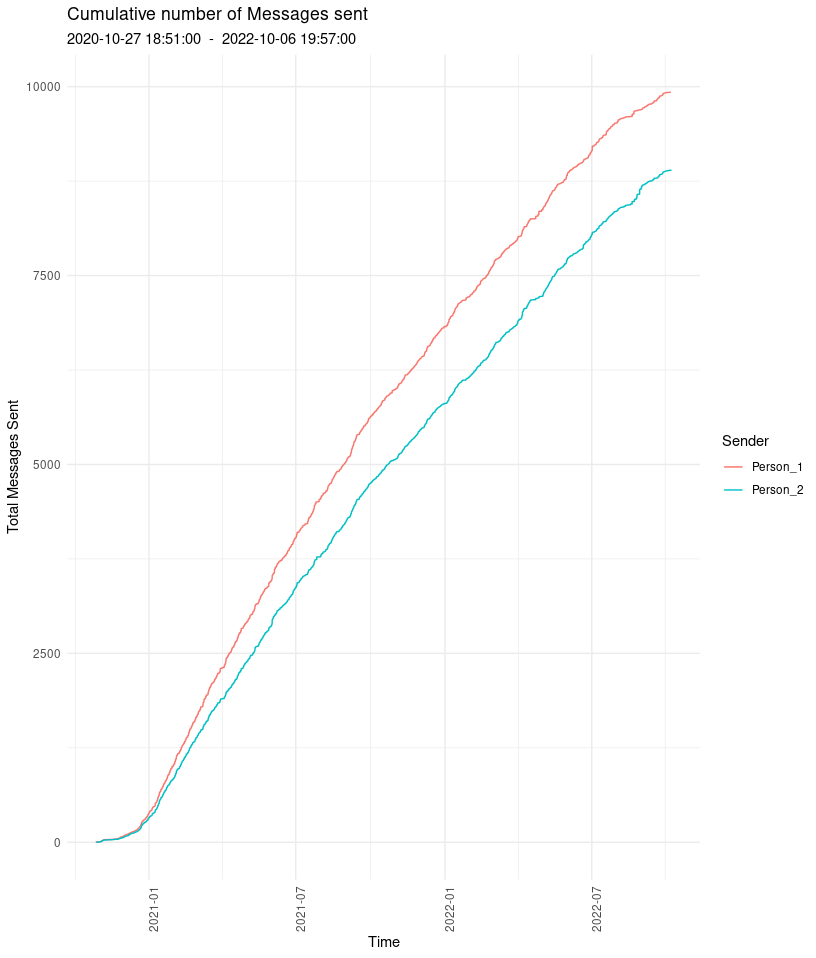 Cumulative number of Messages sent
2020-10-27 18:51:00  -  2022-10-06 19:57:00
10000
7500
5000
2500
0
Total Messages Sent
2021-01
2021-07
2022-01
2022-07
Time
Sender
Person_1
Person_2